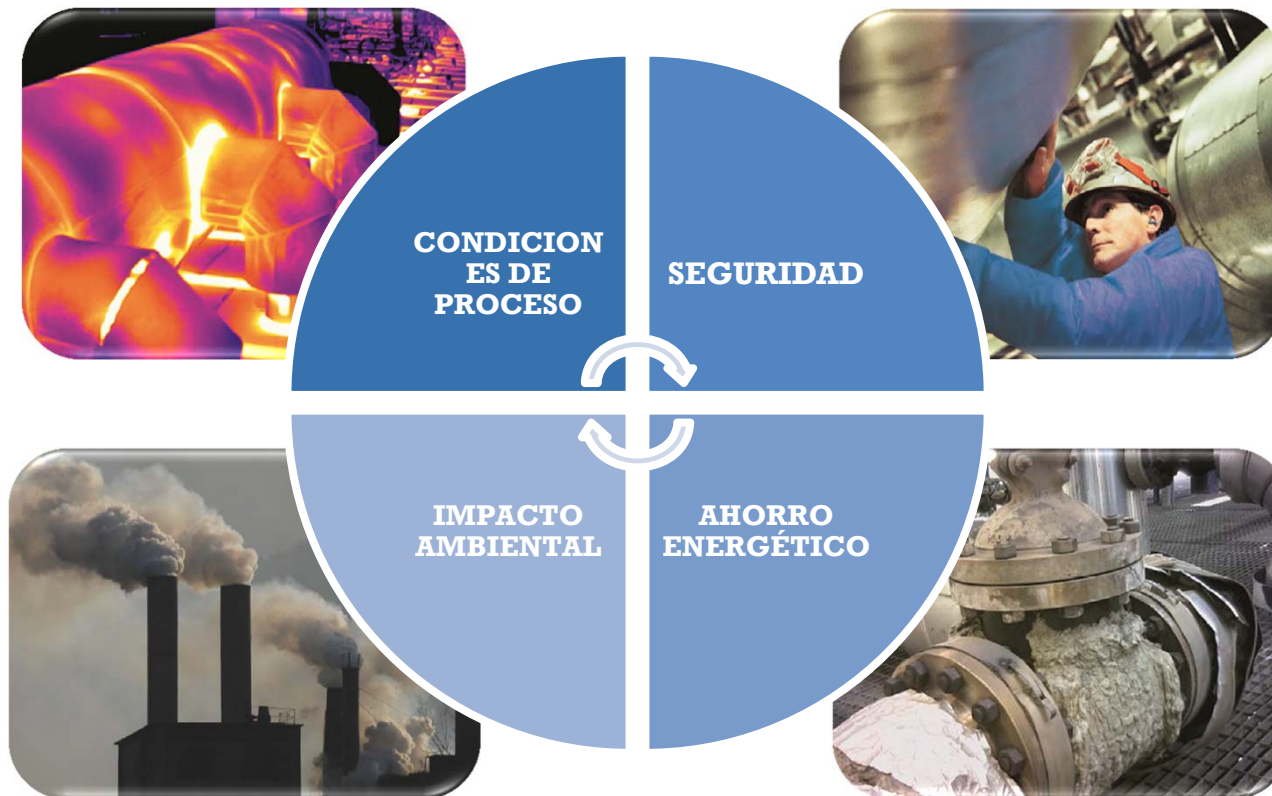 CONDICION
ES DE
PROCESO
SEGURIDAD
IMPACTO
AMBIENTAL
AHORRO
ENERGÉTICO